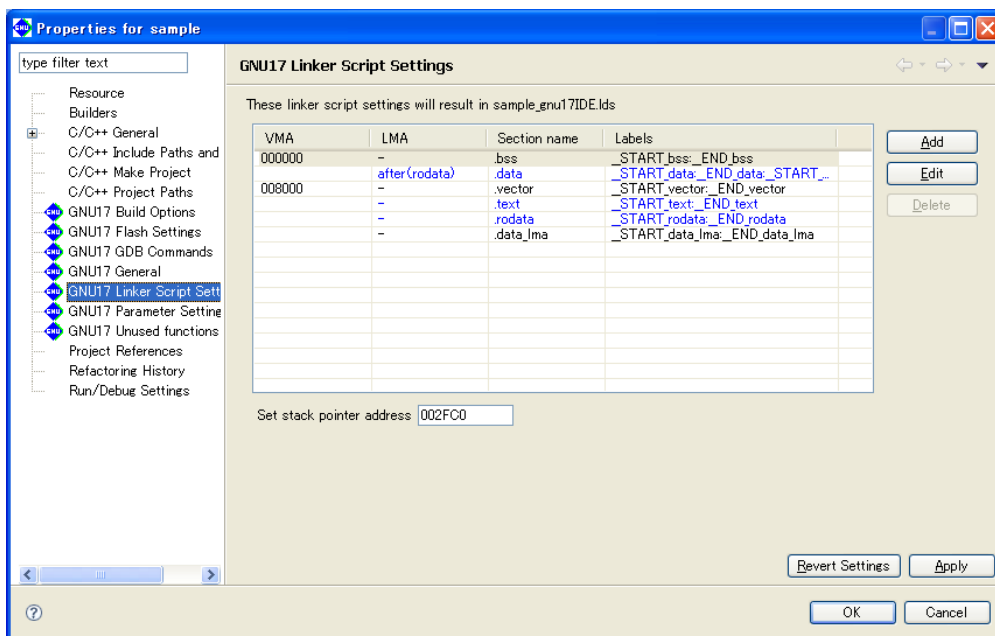 Properties for sample
type filter text
Resource
Builders
C/C++ General
C/C++ Include Paths and
C/C++ Make Project
C/C++ Project Paths
GNU17 Build Options
GNU17 Flash Settings
GNU17 GDB Commands
GNU17 General
GNU17 Linker Script Sett
GNU17 Parameter Setting
GNU17 Unused functions
Project References
Refactoring History
Run/Debug Settings
GNU17 Linker Script Settings
These linker script settings will result in sample_gnu17IDE.lds
VMA LMA Section name Labels
000000 - .bss _START_bss:_END_bss
after(rodata) .data _START_data:_END_data:_START_...
008000 - .vector _START_vector:_END_vector
- .text _START_text:_END_text
- .rodata _START_rodata:_END_rodata
- .data_lma _START_data_lma:_END_data_lma
Add
Edit
Delete
Set stack pointer address 002FC0
Revert Settings Apply
OK Cancel